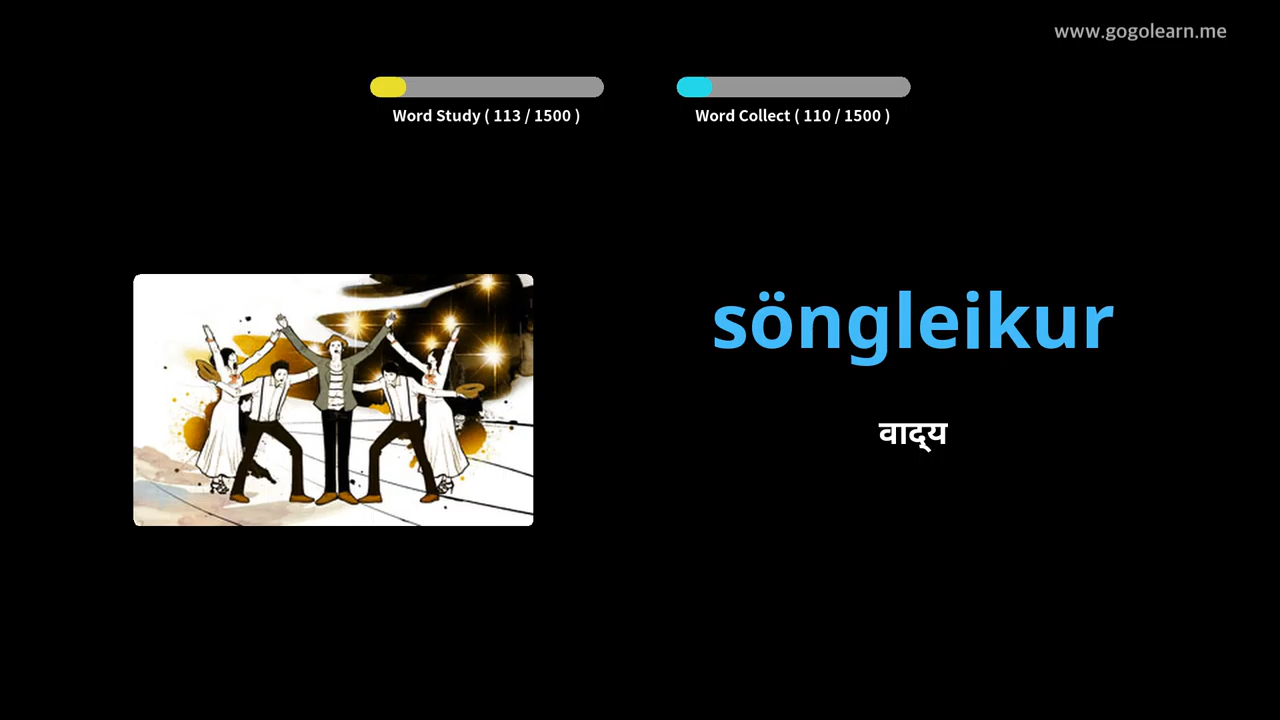 www.gogolearn.me
Word Study ( 113 / 1500 )
Word Collect ( 110 / 1500 )
söngleikur
वाद्‌य